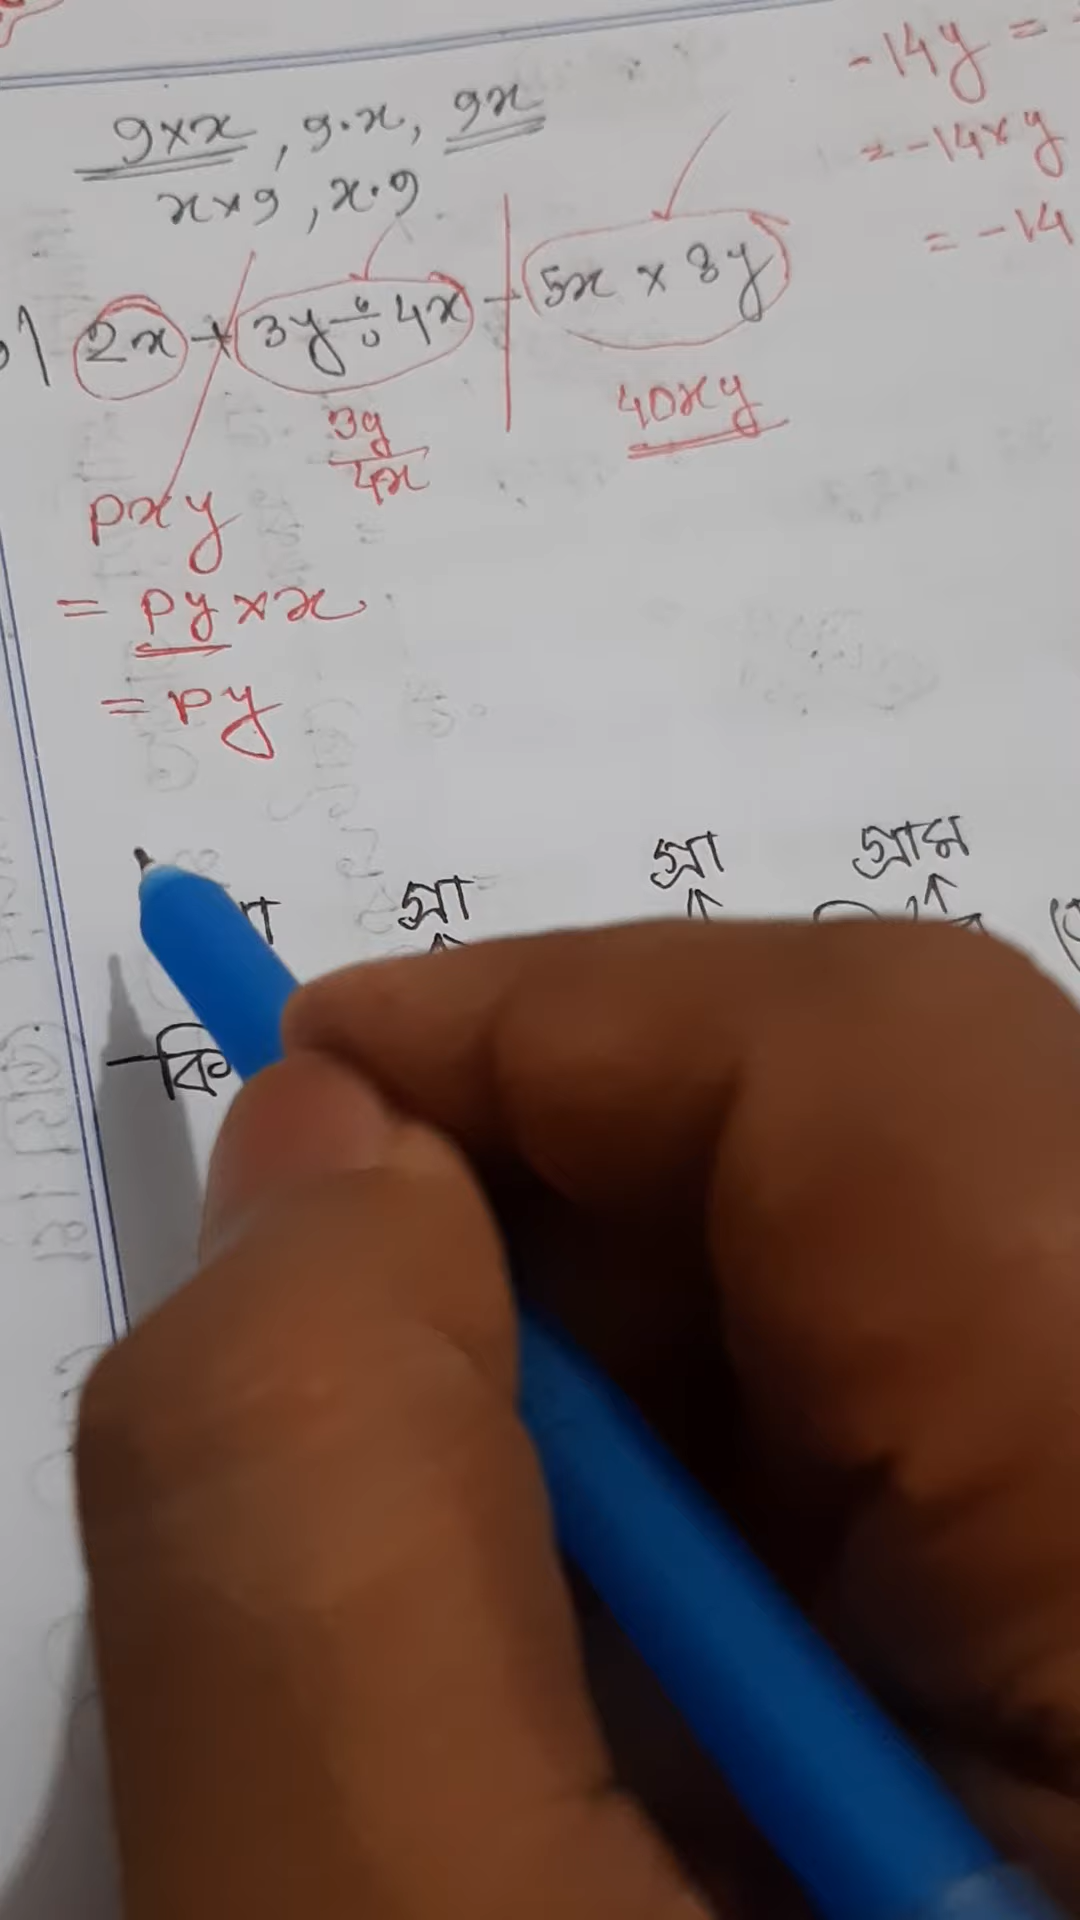 9×x, 9·x, 9x
x×9, x·9
2x + 3y÷4x - 5x × 8y
3y/4x
40xy
-14y =
= -14×y
= -14
pxy
= py×x
= py
গ্রা গ্রা গ্রাম
কি